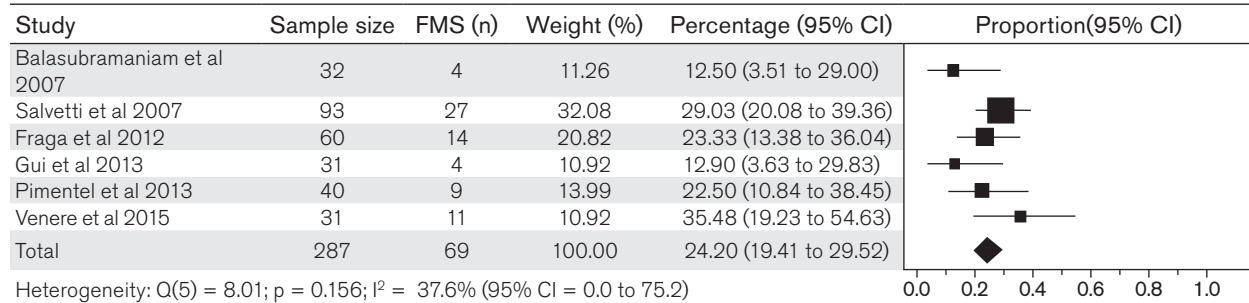 Study Sample size FMS (n) Weight (%) Percentage (95% CI) Proportion(95% CI)
Balasubramaniam et al
2007 32 4 11.26 12.50 (3.51 to 29.00)
Salvetti et al 2007 93 27 32.08 29.03 (20.08 to 39.36)
Fraga et al 2012 60 14 20.82 23.33 (13.38 to 36.04)
Gui et al 2013 31 4 10.92 12.90 (3.63 to 29.83)
Pimentel et al 2013 40 9 13.99 22.50 (10.84 to 38.45)
Venere et al 2015 31 11 10.92 35.48 (19.23 to 54.63)
Total 287 69 100.00 24.20 (19.41 to 29.52)
Heterogeneity: Q(5) = 8.01; p = 0.156; I² = 37.6% (95% CI = 0.0 to 75.2)
0.0 0.2 0.4 0.6 0.8 1.0